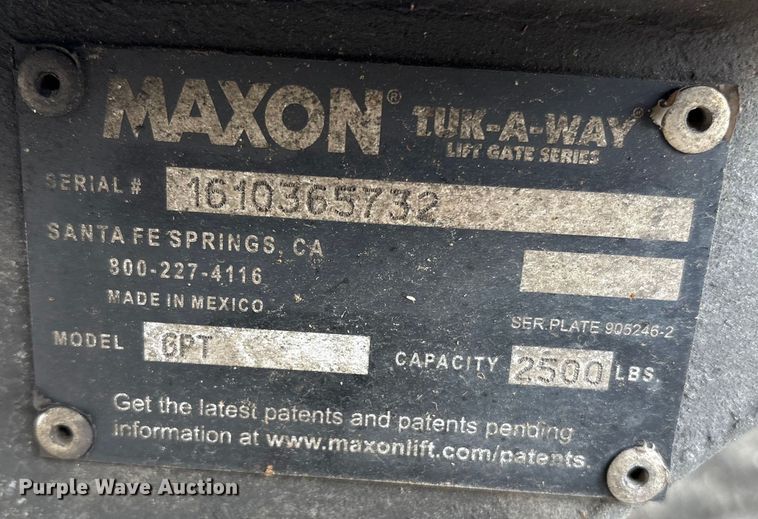 MAXON® TUK-A-WAY®
LIFT GATE SERIES
SERIAL # 1610365732
SANTA FE SPRINGS, CA
800-227-4116
MADE IN MEXICO
SER. PLATE 905246-2
MODEL GPT CAPACITY 2500 LBS.
Get the latest patents and patents pending
information at www.maxonlift.com/patents.
Purple Wave Auction